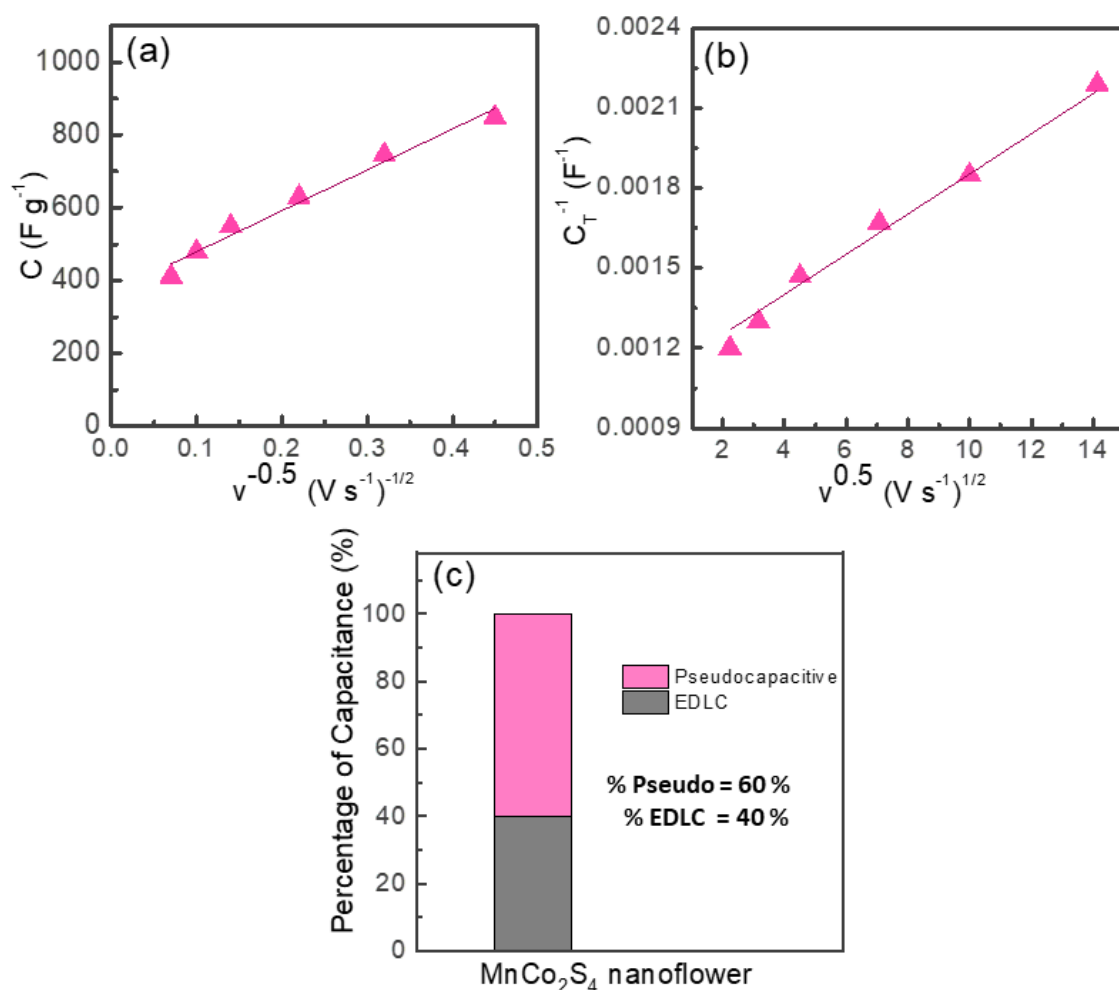 (a)
C (F g⁻¹)
1000
800
600
400
200
0
0.0 0.1 0.2 0.3 0.4 0.5
v⁻⁰·⁵ (V s⁻¹)⁻¹/²
(b)
C_T⁻¹ (F⁻¹)
0.0024
0.0021
0.0018
0.0015
0.0012
0.0009
2 4 6 8 10 12 14
v⁰·⁵ (V s⁻¹)¹/²
(c)
Percentage of Capacitance (%)
100
80
60
40
20
0
Pseudocapacitive
EDLC
% Pseudo = 60 %
% EDLC = 40 %
MnCo₂S₄ nanoflower